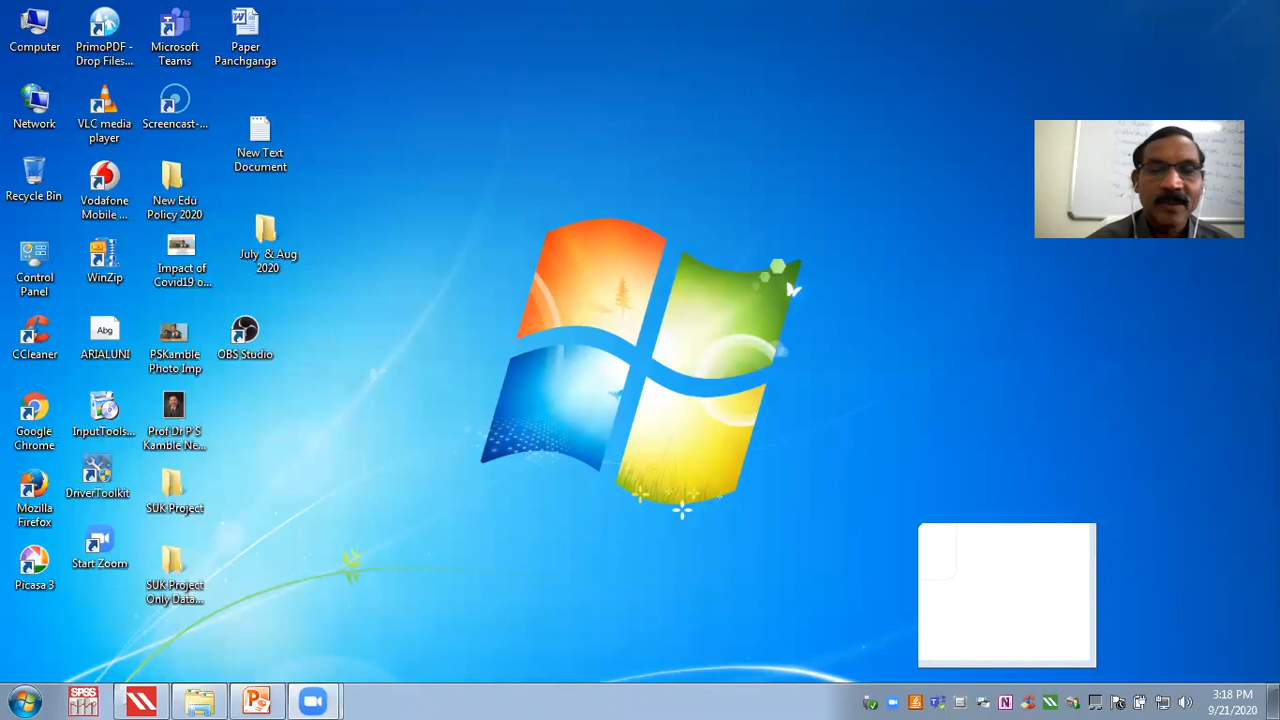 Computer
PrimoPDF -
Drop Files...
Microsoft
Teams
Paper
Panchganga
Network
VLC media
player
Screencast-...
New Text
Document
Recycle Bin
Vodafone
Mobile ...
New Edu
Policy 2020
July & Aug
2020
Control
Panel
WinZip
Impact of
Covid19 o...
CCleaner
Abg
ARIALUNI
PSKamble
Photo Imp
OBS Studio
Google
Chrome
InputTools...
Prof Dr P S
Kamble Ne...
Mozilla
Firefox
DriverToolkit
SUK Project
Start Zoom
Picasa 3
SUK Project
Only Data...
SPSS
3:18 PM
9/21/2020